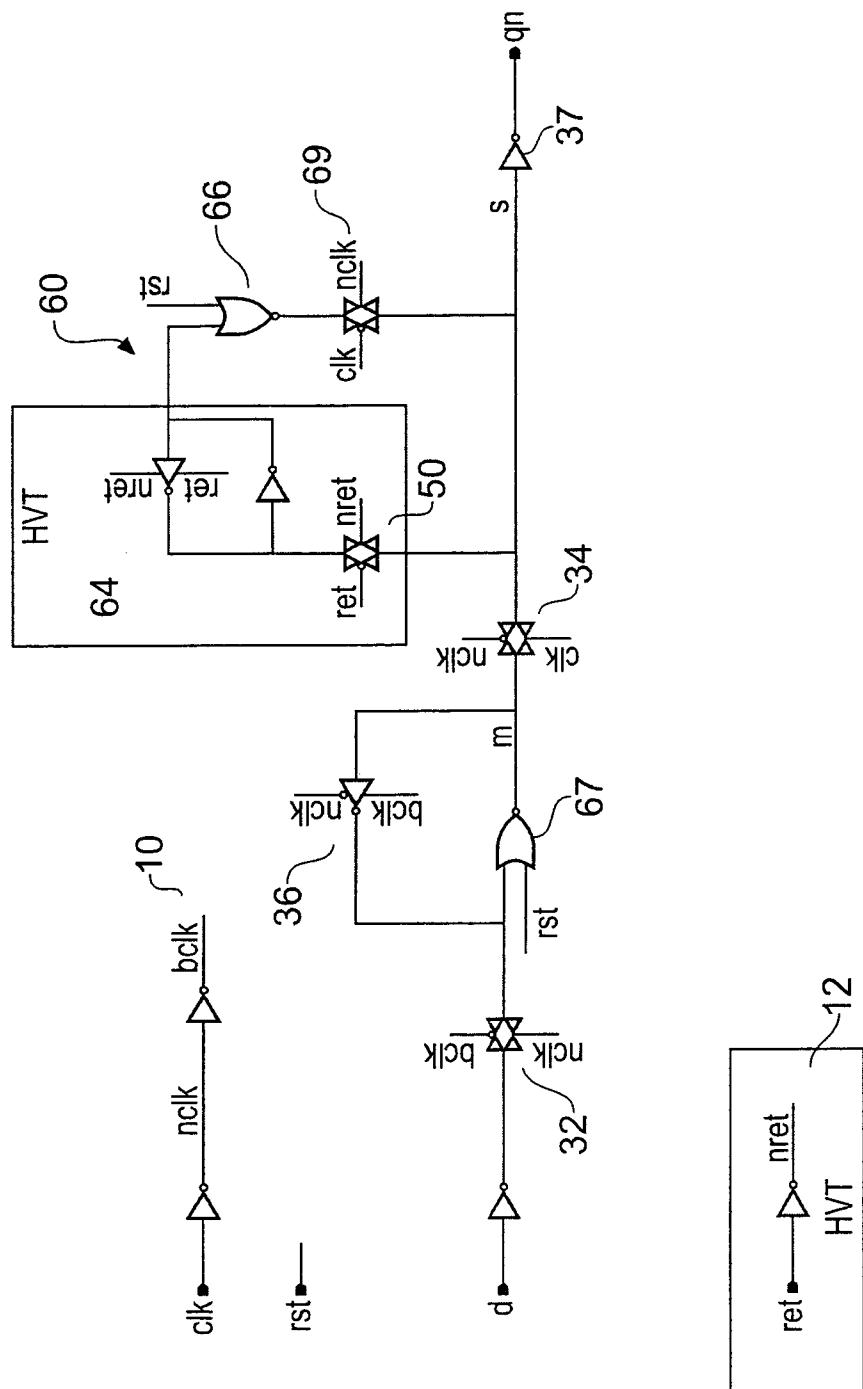 clk
nclk
bclk
10
rst
d
bclk
nclk
32
rst
67
36
nclk
bclk
m
nclk
clk
34
HVT
64
nret
ret
ret
nret
50
60
rst
66
clk
nclk
69
s
37
qn
ret
nret
HVT
12